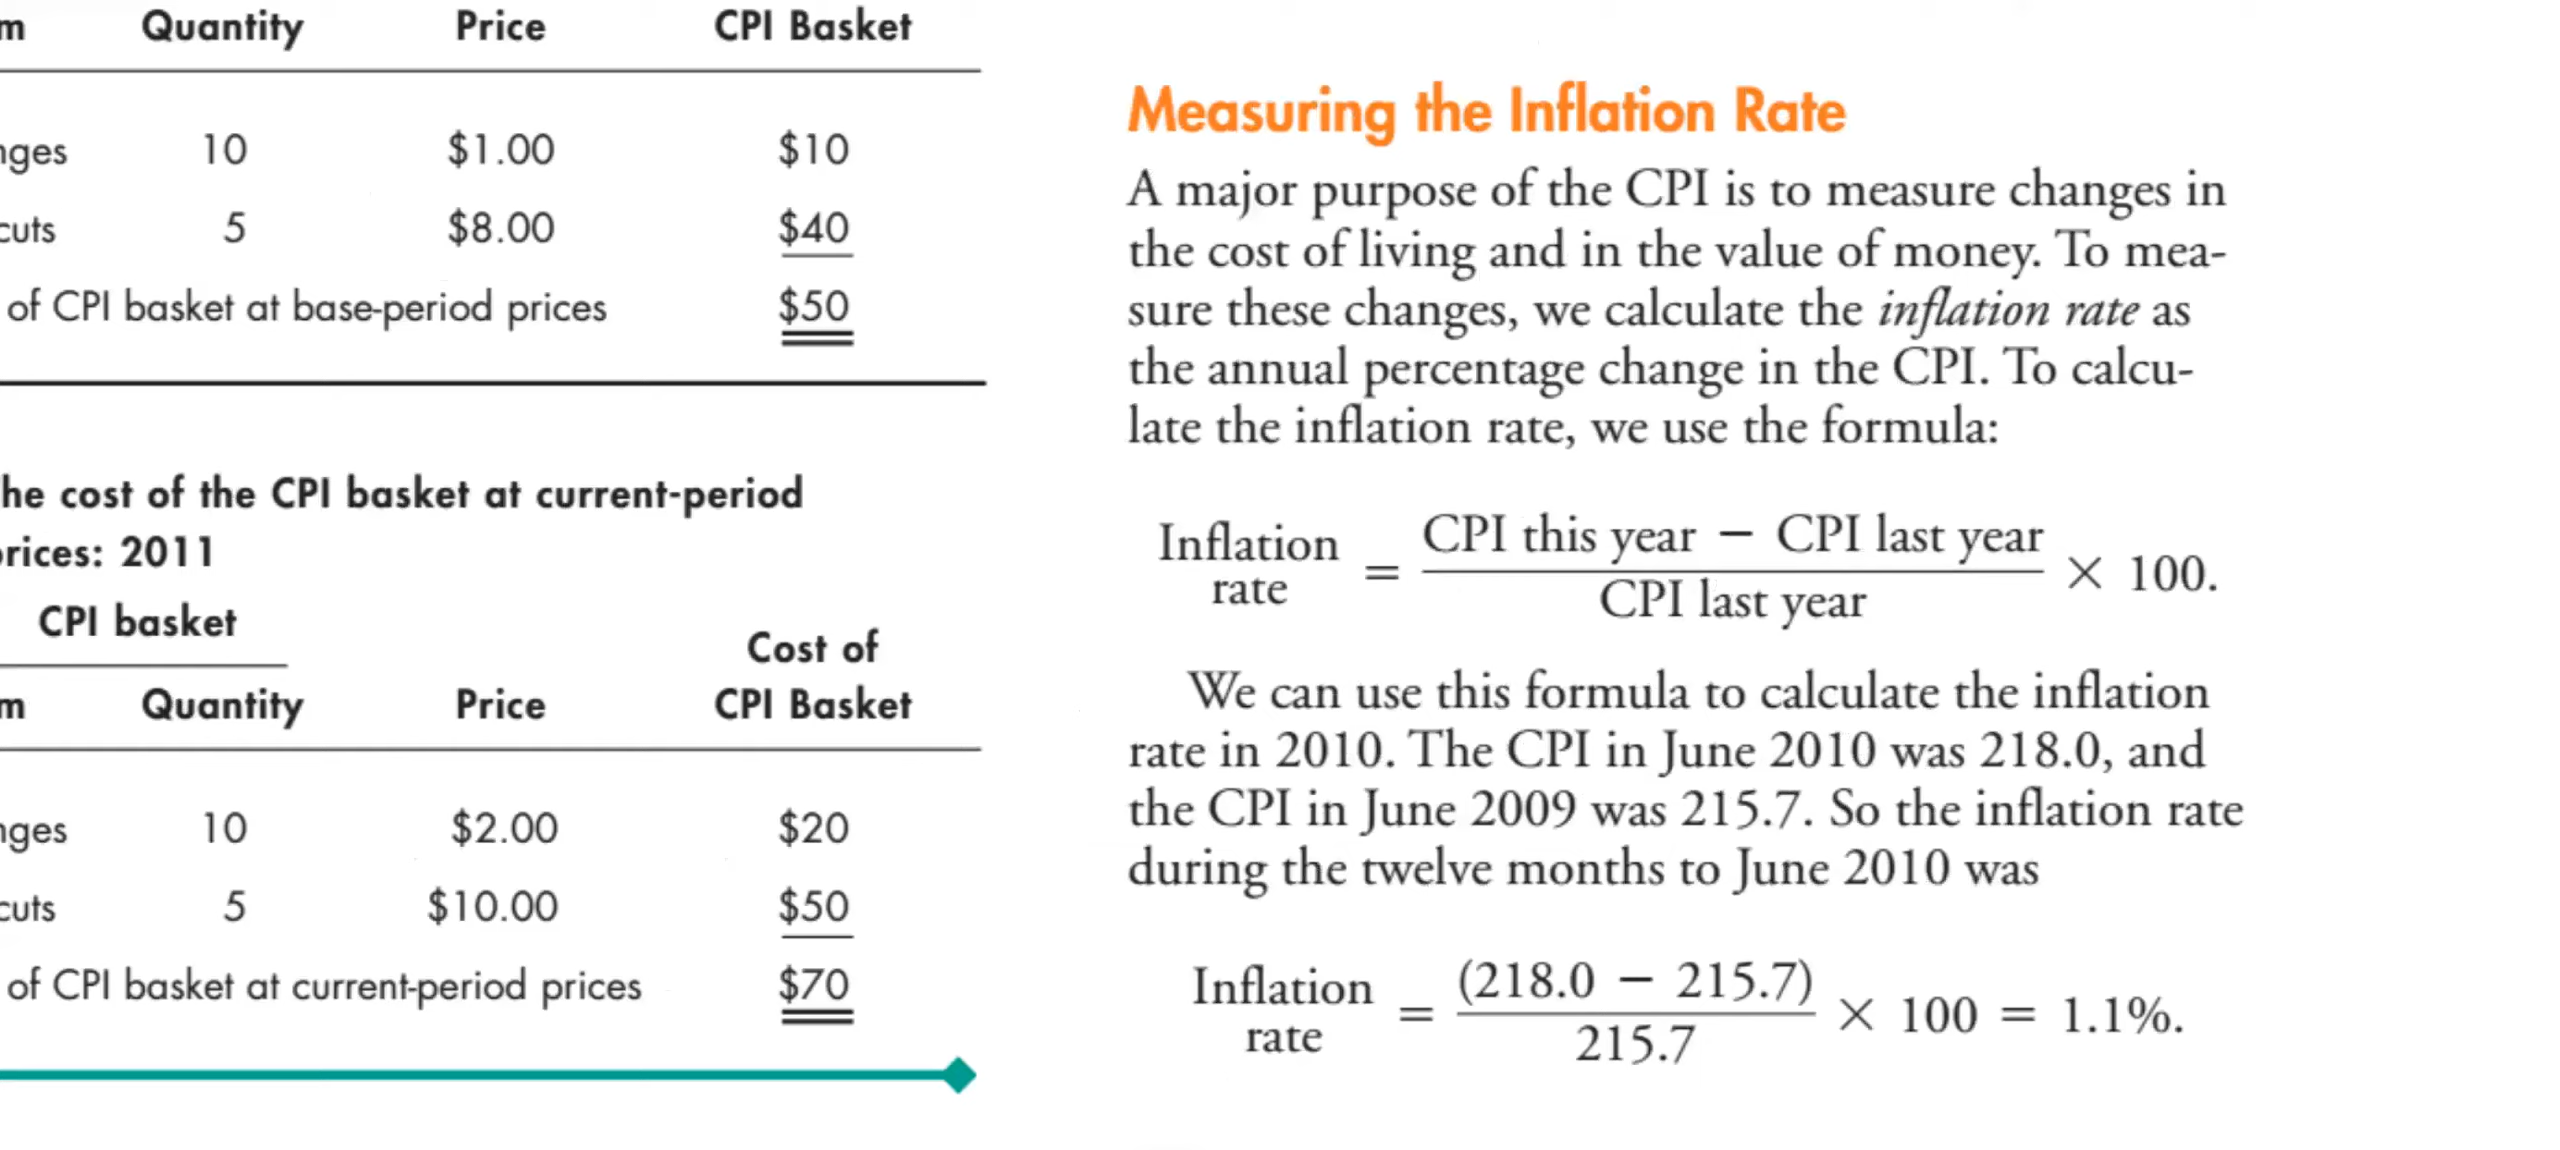 Quantity Price CPI Basket
10 $1.00 $10
5 $8.00 $40
of CPI basket at base-period prices $50
the cost of the CPI basket at current-period
prices: 2011
CPI basket
Cost of
Quantity Price CPI Basket
10 $2.00 $20
5 $10.00 $50
of CPI basket at current-period prices $70
Measuring the Inflation Rate
A major purpose of the CPI is to measure changes in
the cost of living and in the value of money. To mea-
sure these changes, we calculate the inflation rate as
the annual percentage change in the CPI. To calcu-
late the inflation rate, we use the formula:
Inflation rate = (CPI this year − CPI last year) / CPI last year × 100.
We can use this formula to calculate the inflation
rate in 2010. The CPI in June 2010 was 218.0, and
the CPI in June 2009 was 215.7. So the inflation rate
during the twelve months to June 2010 was
Inflation rate = (218.0 − 215.7) / 215.7 × 100 = 1.1%.